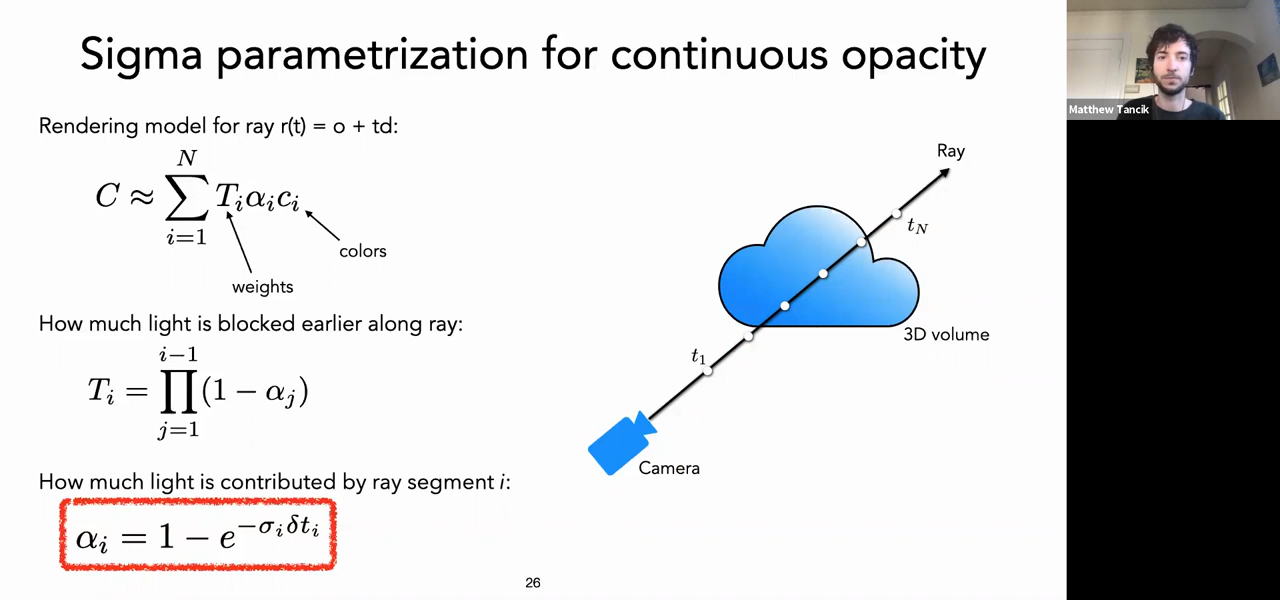 Sigma parametrization for continuous opacity
Rendering model for ray r(t) = o + td:
C ≈ ∑_{i=1}^{N} T_i α_i c_i
colors
weights
How much light is blocked earlier along ray:
T_i = ∏_{j=1}^{i−1} (1 − α_j)
How much light is contributed by ray segment i:
α_i = 1 − e^{−σ_i δt_i}
Ray
t_N
3D volume
t_1
Camera
26
Matthew Tancik